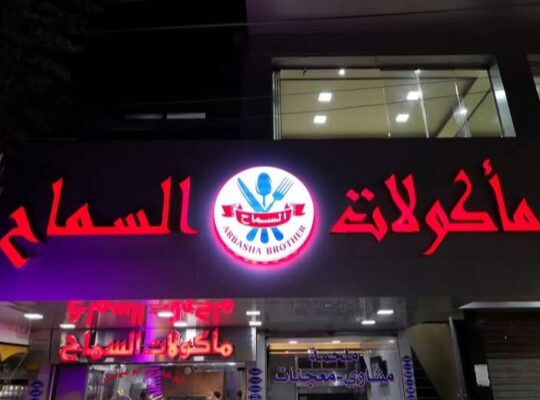 مأكولات السماح
السماح
ARBASHA BROTHER
مأكولات السماح
ملحمة
مشاوي معجنات